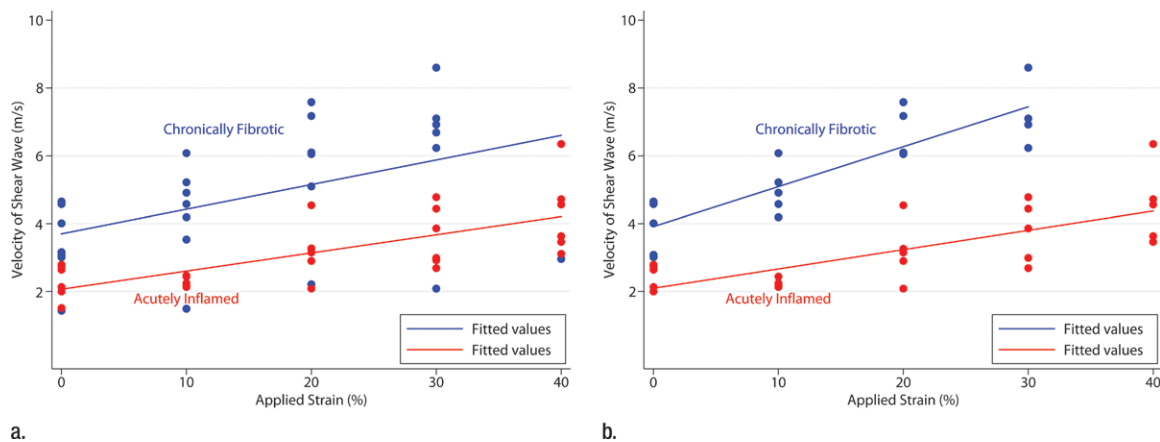 10
8
6
4
2
Velocity of Shear Wave (m/s)
Chronically Fibrotic
Acutely Inflamed
Fitted values
Fitted values
0 10 20 30 40
Applied Strain (%)
a.
10
8
6
4
2
Velocity of Shear Wave (m/s)
Chronically Fibrotic
Acutely Inflamed
Fitted values
Fitted values
0 10 20 30 40
Applied Strain (%)
b.